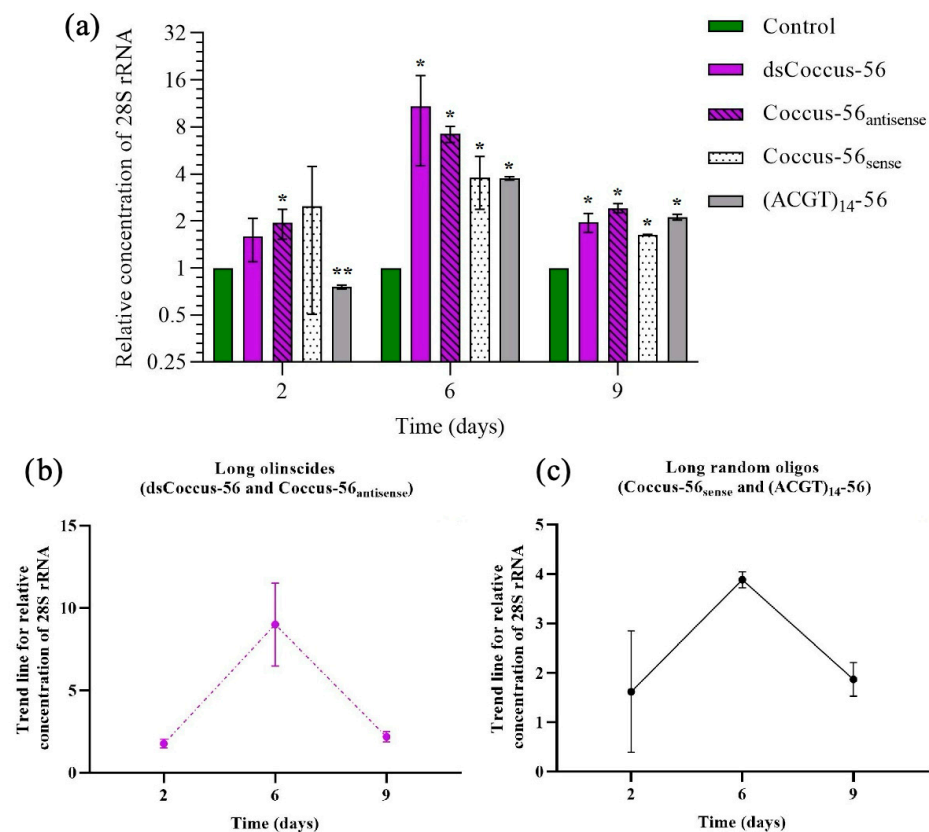 (a)
Relative concentration of 28S rRNA
32
16
8
4
2
1
0.5
0.25
*
**
*
*
*
*
*
*
*
*
2
6
9
Time (days)
Control
dsCoccus-56
Coccus-56antisense
Coccus-56sense
(ACGT)14-56
(b)
Long olinscides
(dsCoccus-56 and Coccus-56antisense)
Trend line for relative
concentration of 28S rRNA
15
10
5
0
2
6
9
Time (days)
(c)
Long random oligos
(Coccus-56sense and (ACGT)14-56)
Trend line for relative
concentration of 28S rRNA
5
4
3
2
1
0
2
6
9
Time (days)